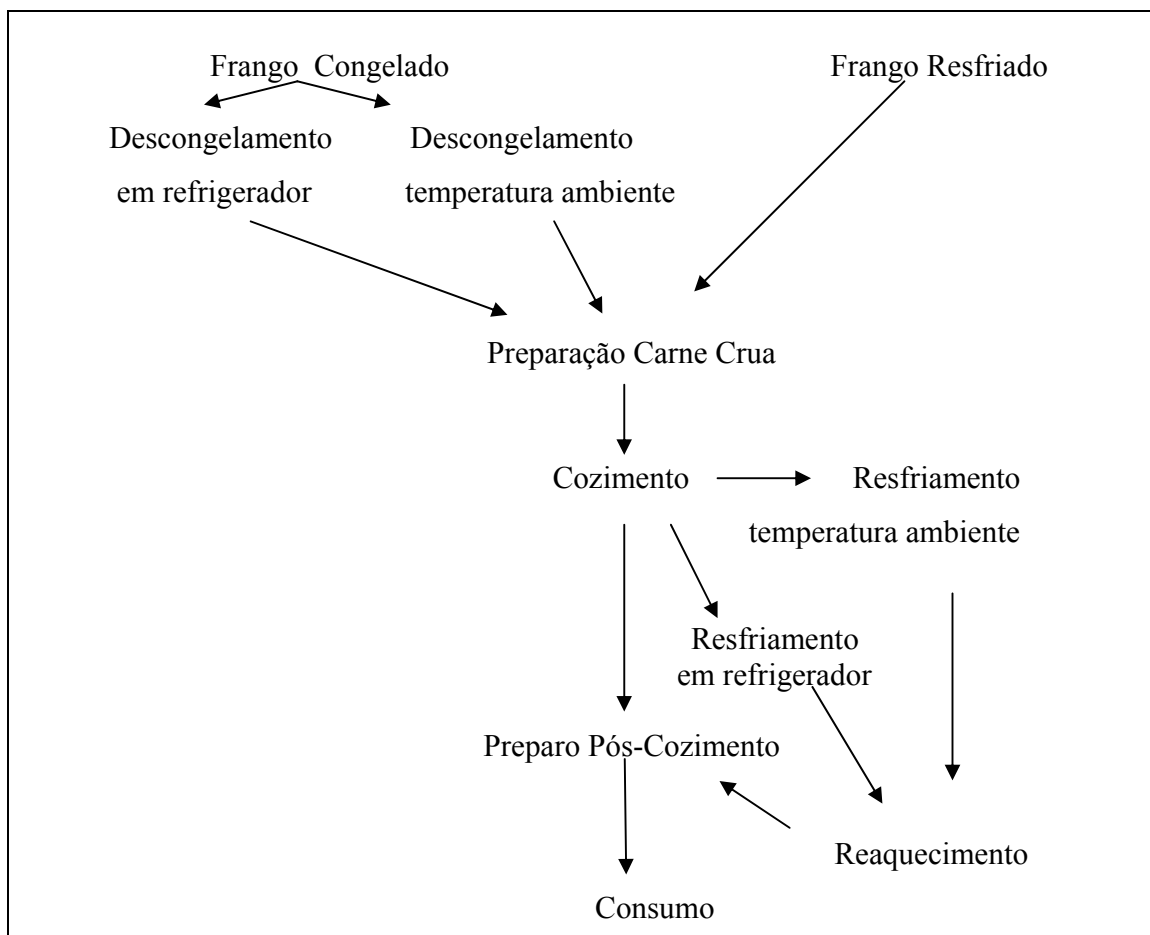 Frango Congelado
Frango Resfriado
Descongelamento
em refrigerador
Descongelamento
temperatura ambiente
Preparação Carne Crua
Cozimento
Resfriamento
temperatura ambiente
Resfriamento
em refrigerador
Preparo Pós-Cozimento
Reaquecimento
Consumo